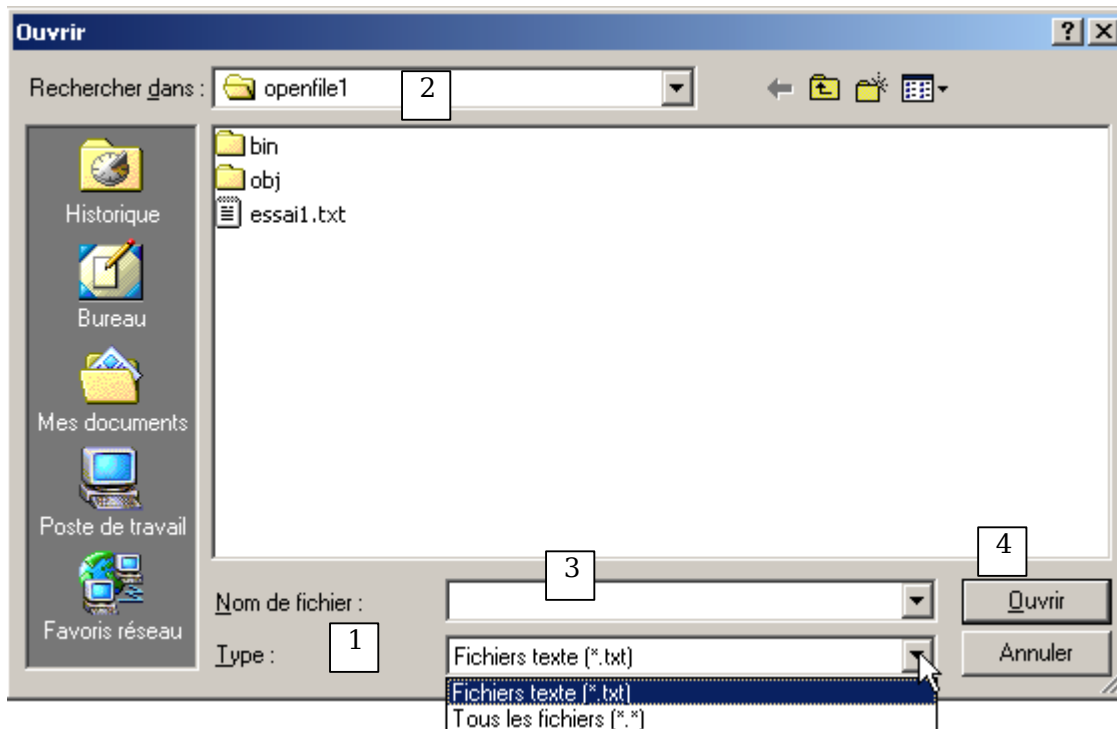 Ouvrir
Rechercher dans : openfile1 2
bin
obj
essai1.txt
Historique
Bureau
Mes documents
Poste de travail
Favoris réseau
3
4
Nom de fichier :
Ouvrir
1
Type : Fichiers texte (*.txt)
Annuler
Fichiers texte (*.txt)
Tous les fichiers (*.*)